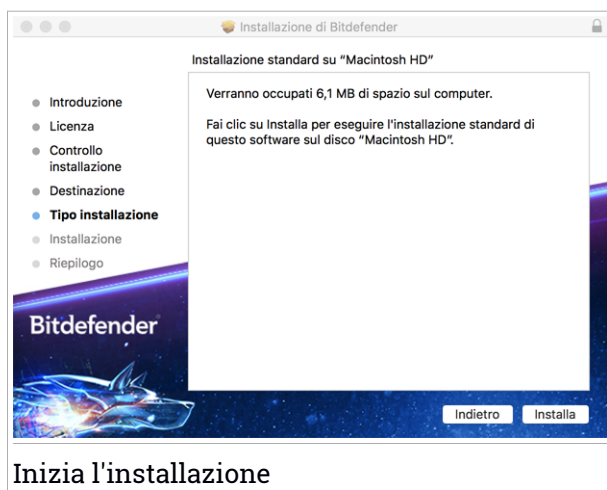 Installazione di Bitdefender
Installazione standard su “Macintosh HD”
Introduzione
Licenza
Controllo
installazione
Destinazione
Tipo installazione
Installazione
Riepilogo
Verranno occupati 6,1 MB di spazio sul computer.
Fai clic su Installa per eseguire l'installazione standard di
questo software sul disco “Macintosh HD”.
Bitdefender
Indietro
Installa
Inizia l'installazione